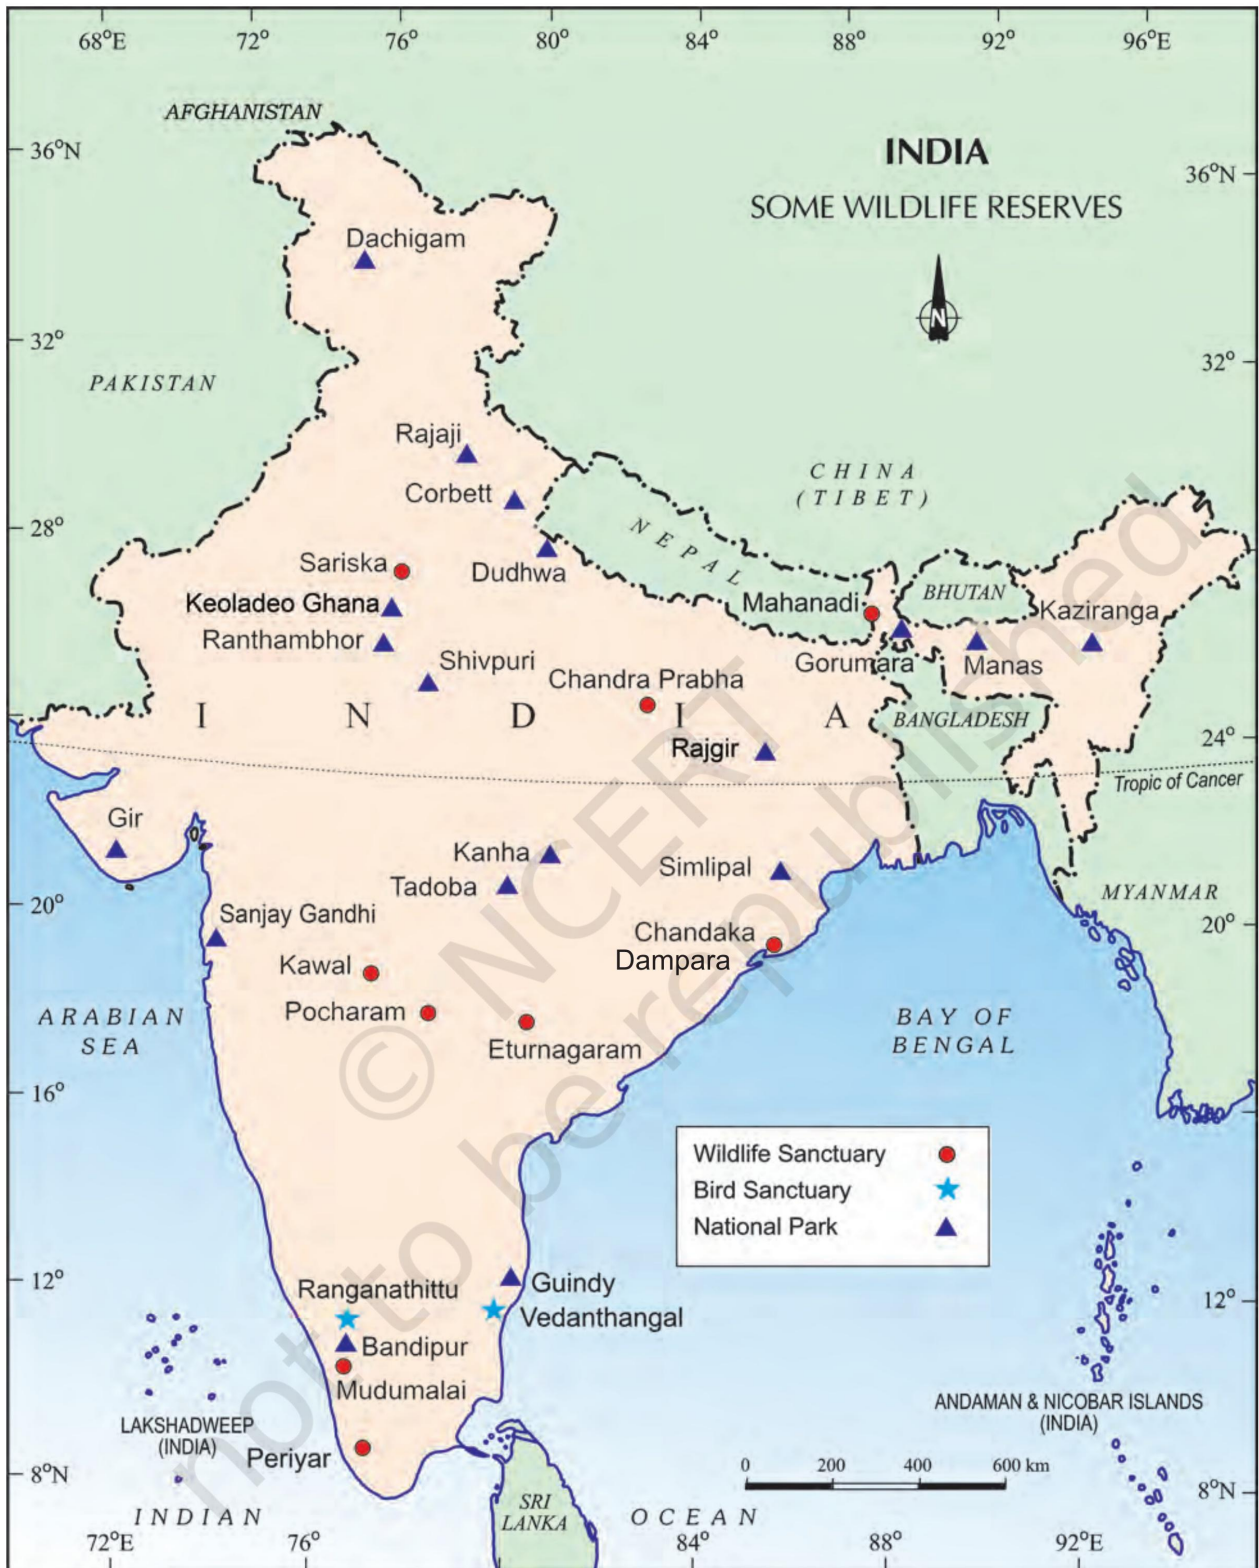 68°E 72° 76° 80° 84° 88° 92° 96°E
AFGHANISTAN
36°N
INDIA
36°N
SOME WILDLIFE RESERVES
Dachigam
N
32°
32°
PAKISTAN
Rajaji
CHINA
(TIBET)
Corbett
28°
NEPAL
Sariska
Dudhwa
BHUTAN
Keoladeo Ghana
Mahanadi
Kaziranga
Ranthambhor
Shivpuri
Gorumara
Manas
Chandra Prabha
INDIA
BANGLADESH
24°
Rajgir
Tropic of Cancer
Gir
Kanha
Simlipal
Tadoba
MYANMAR
20°
20°
Sanjay Gandhi
Chandaka
Dampara
Kawal
Pocharam
ARABIAN
SEA
BAY OF
BENGAL
Eturnagaram
16°
Wildlife Sanctuary
Bird Sanctuary
National Park
12°
12°
Ranganathittu
Guindy
Vedanthangal
Bandipur
Mudumalai
LAKSHADWEEP
(INDIA)
ANDAMAN & NICOBAR ISLANDS
(INDIA)
Periyar
8°N
0 200 400 600 km
8°N
SRI
LANKA
INDIAN OCEAN
72°E 76° 84° 88° 92°E
© NCERT
not to be republished